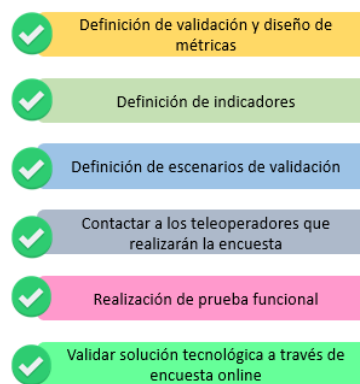 Definición de validación y diseño de
métricas
Definición de indicadores
Definición de escenarios de validación
Contactar a los teleoperadores que
realizarán la encuesta
Realización de prueba funcional
Validar solución tecnológica a través de
encuesta online